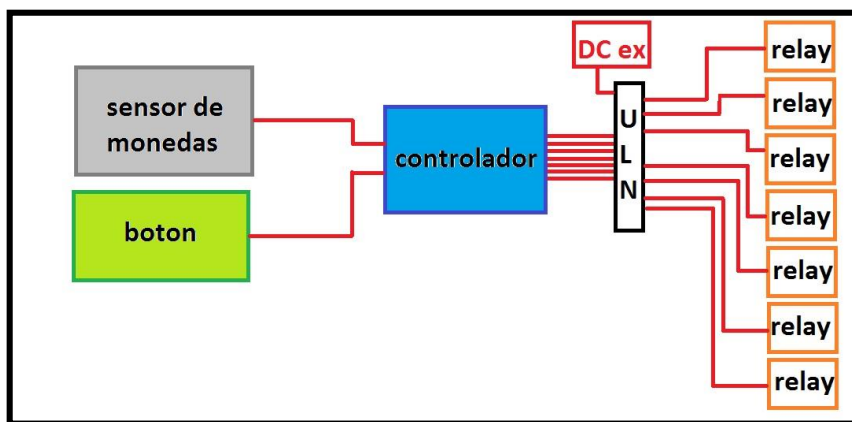 DC ex
relay
sensor de
monedas
relay
U
L
N
controlador
relay
boton
relay
relay
relay
relay